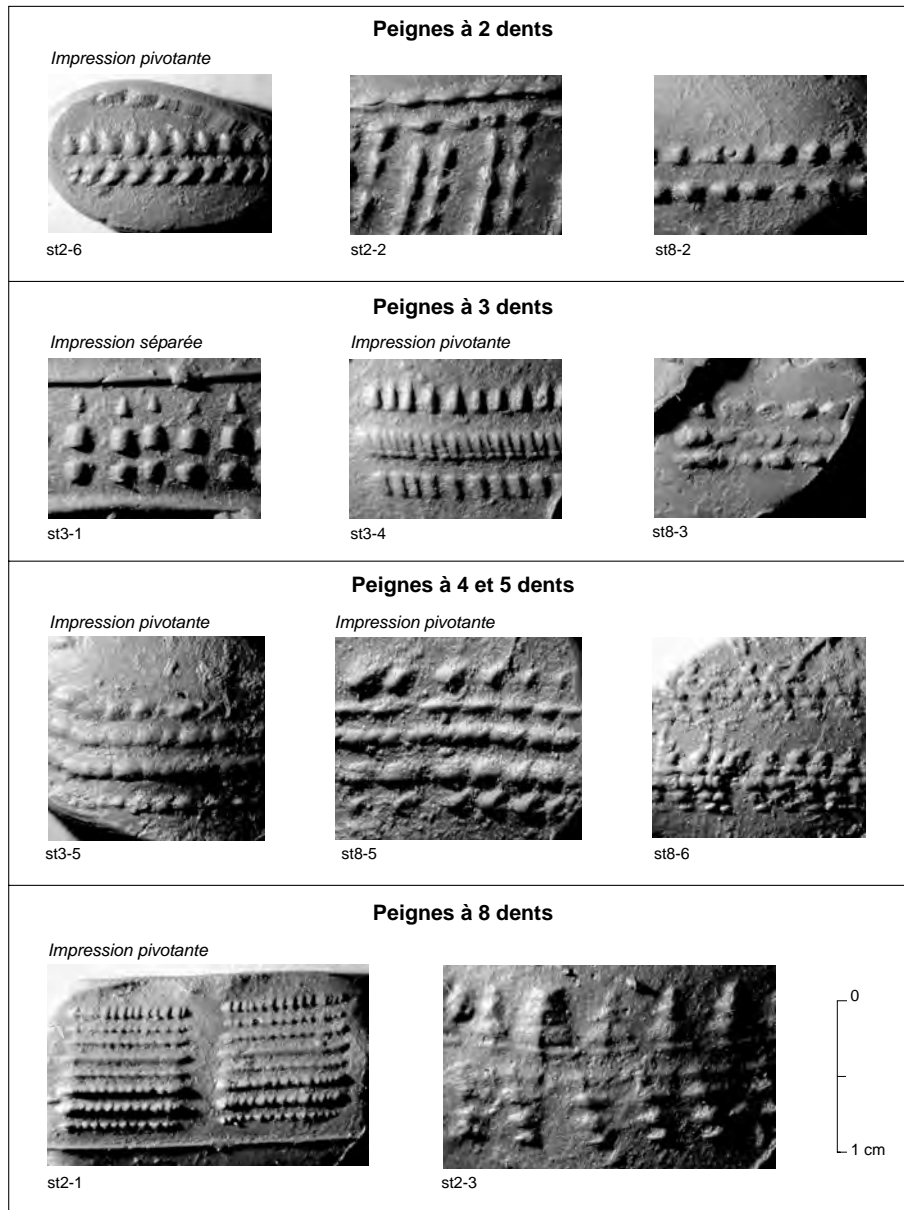 Peignes à 2 dents
Impression pivotante
st2-6
st2-2
st8-2
Peignes à 3 dents
Impression séparée
Impression pivotante
st3-1
st3-4
st8-3
Peignes à 4 et 5 dents
Impression pivotante
Impression pivotante
st3-5
st8-5
st8-6
Peignes à 8 dents
Impression pivotante
0
1 cm
st2-1
st2-3